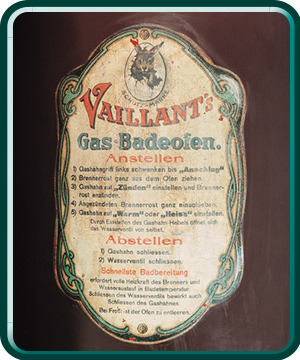 SCHUTZ-MARKE
VAILLANT'S
Gas-Badeofen.
Anstellen
1) Gashahngriff links schwenken bis „Anschlag"
2) Brennerrost ganz aus dem Ofen ziehen.
3) Gashahn auf „Zünden" einstellen und Brenner-
rost anzünden.
4) Angezündeten Brennerrost ganz einschieben.
5) Gashahn auf „Warm" oder „Heiss" einstellen.
Durch Einstellen des Gashahn-Hebels öffnet sich
das Wasserventil von selbst.
Abstellen
1) Gashahn schliessen.
2) Wasserventil schliessen.
Schnellste Badbereitung
erfordert volle Heizkraft des Brenners und
Wasserauslauf in Badetemperatur.
Schliessen des Wasserventils bewirkt auch
Schliessen des Gashahnes.
Bei Frost ist der Ofen zu entleeren.